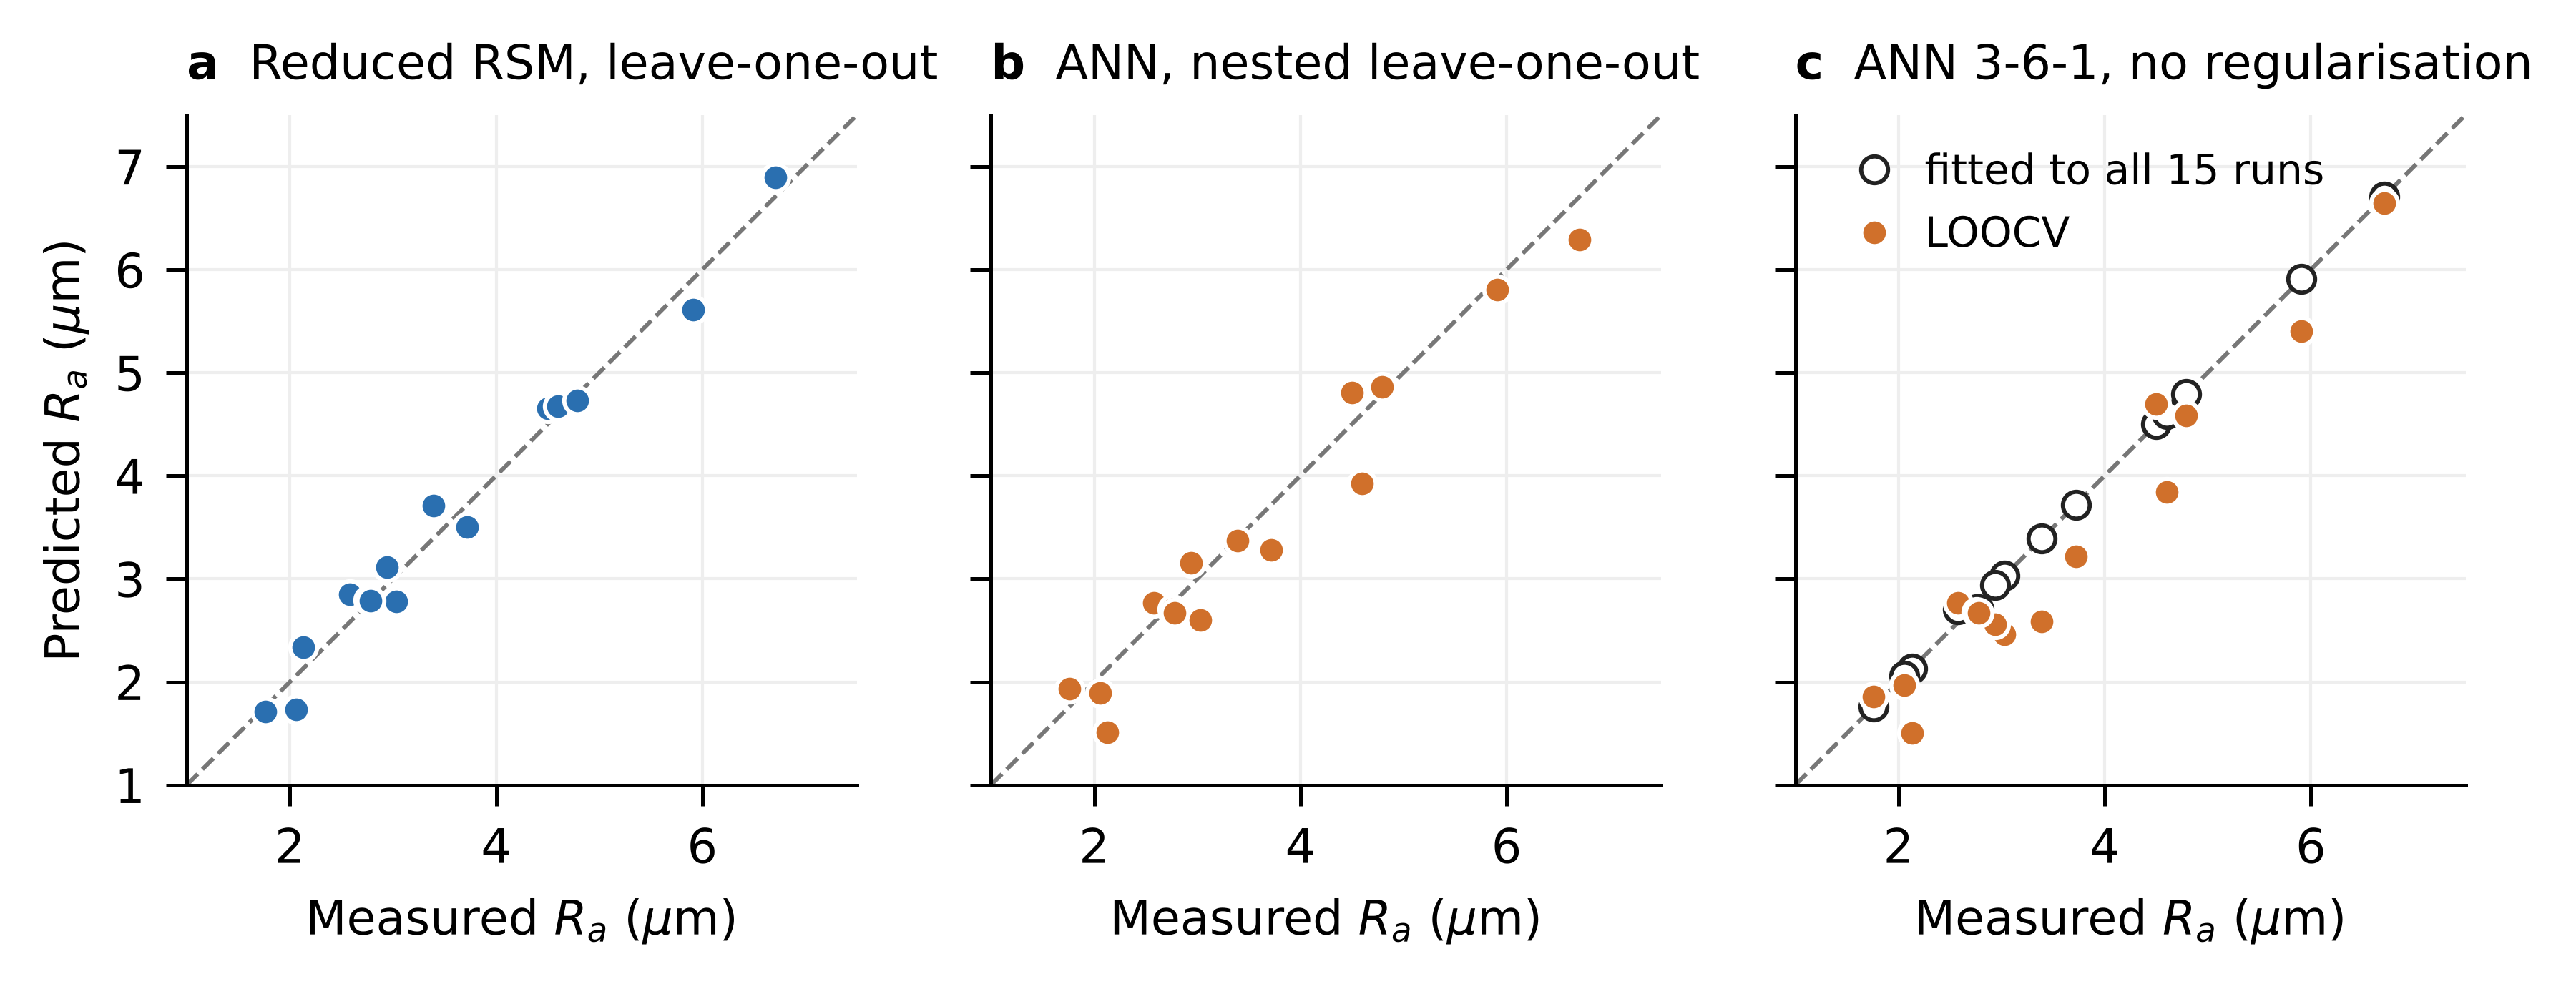 a Reduced RSM, leave-one-out
b ANN, nested leave-one-out
c ANN 3-6-1, no regularisation
Predicted Ra (μm)
7
6
5
4
3
2
1
fitted to all 15 runs
LOOCV
2 4 6
2 4 6
2 4 6
Measured Ra (μm)
Measured Ra (μm)
Measured Ra (μm)